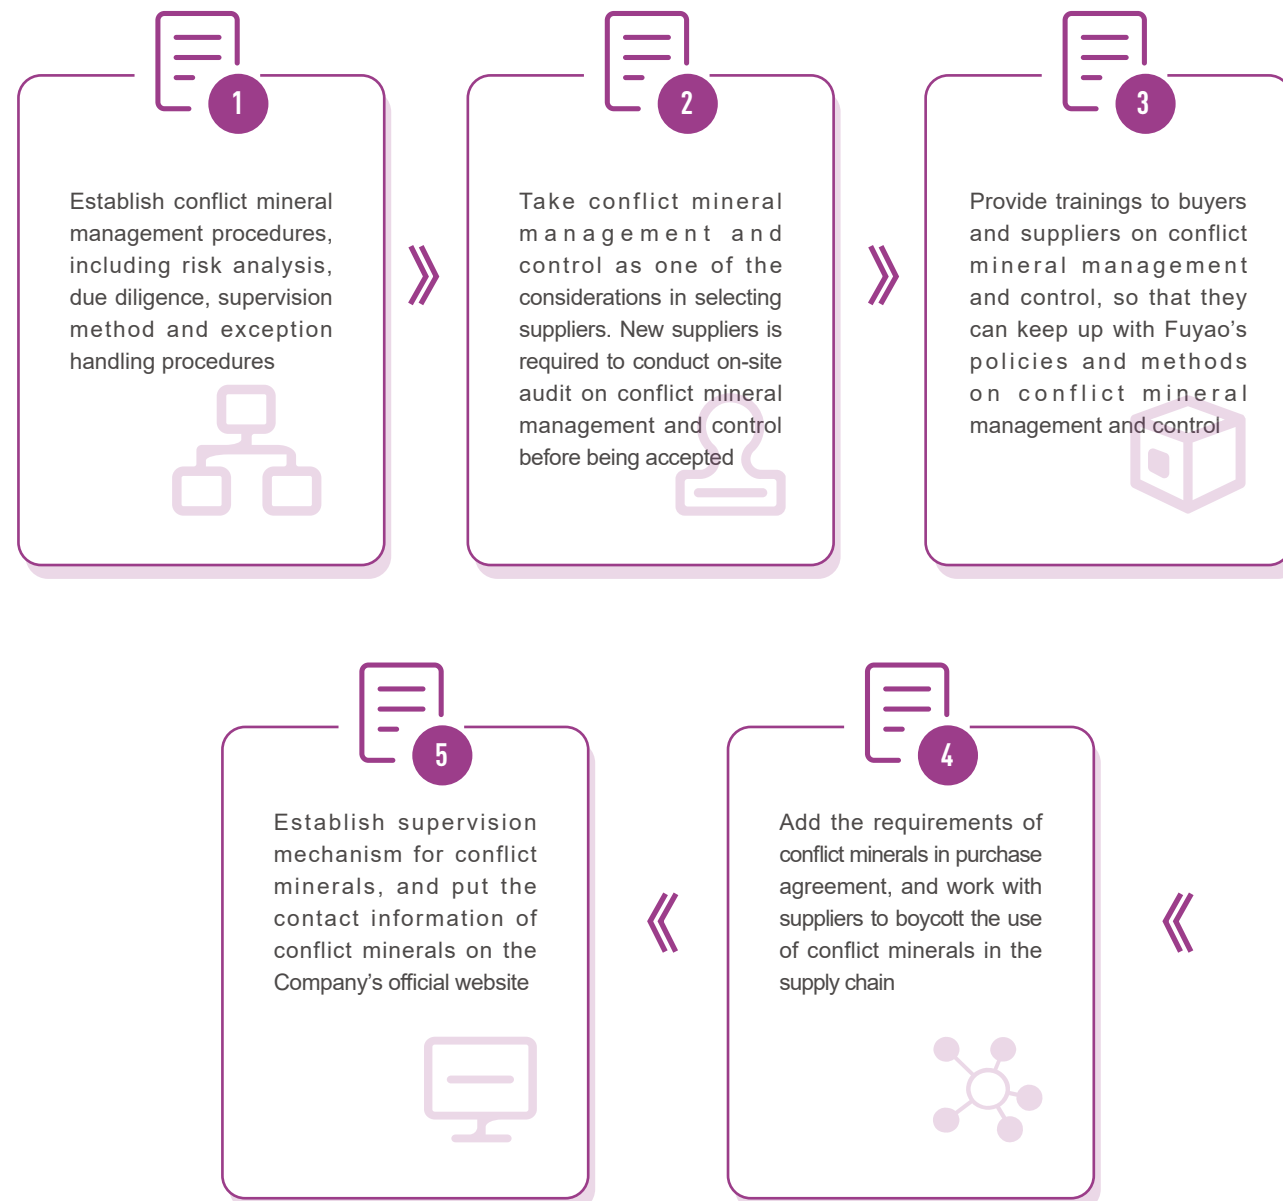 1
Establish conflict mineral
management procedures,
including risk analysis,
due diligence, supervision
method and exception
handling procedures
2
Take conflict mineral
management and
control as one of the
considerations in selecting
suppliers. New suppliers is
required to conduct on-site
audit on conflict mineral
management and control
before being accepted
3
Provide trainings to buyers
and suppliers on conflict
mineral management
and control, so that they
can keep up with Fuyao’s
policies and methods
on conflict mineral
management and control
4
Add the requirements of
conflict minerals in purchase
agreement, and work with
suppliers to boycott the use
of conflict minerals in the
supply chain
5
Establish supervision
mechanism for conflict
minerals, and put the
contact information of
conflict minerals on the
Company’s official website